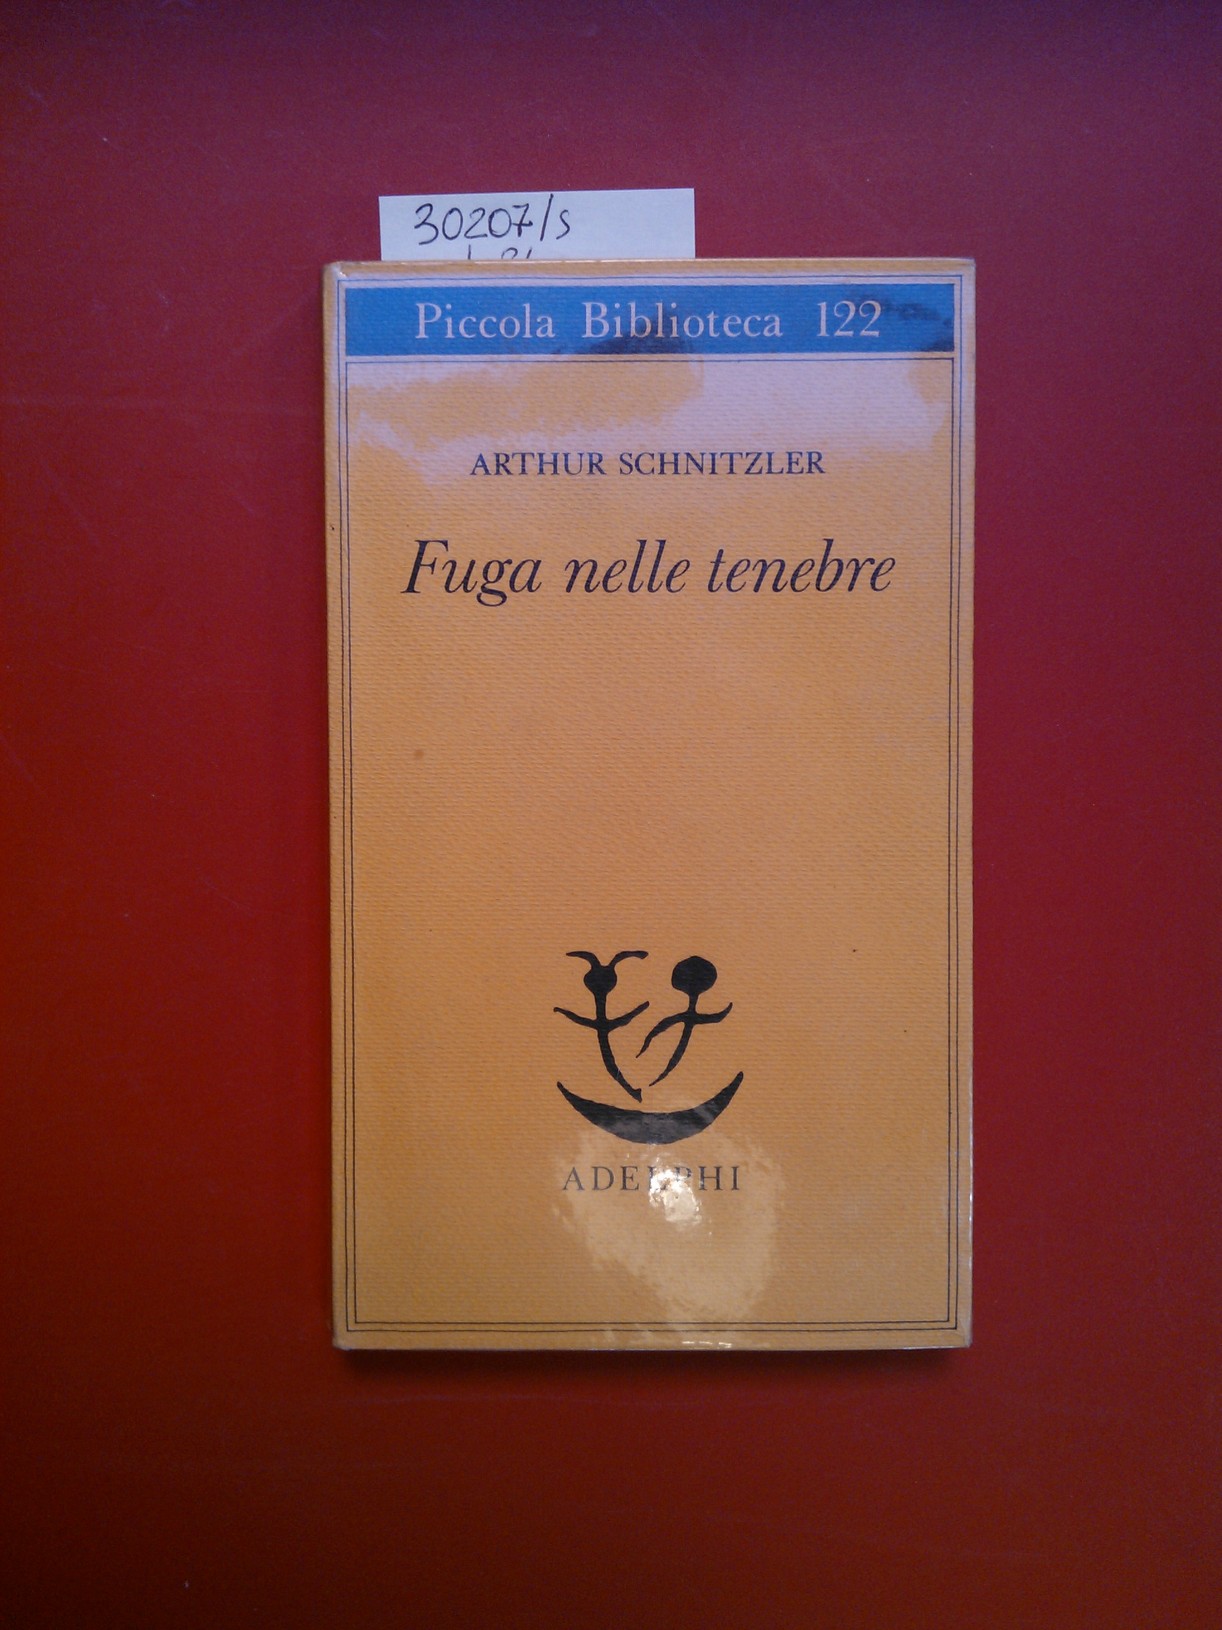 30207/s
Piccola Biblioteca 122
ARTHUR SCHNITZLER
Fuga nelle tenebre
ADELPHI